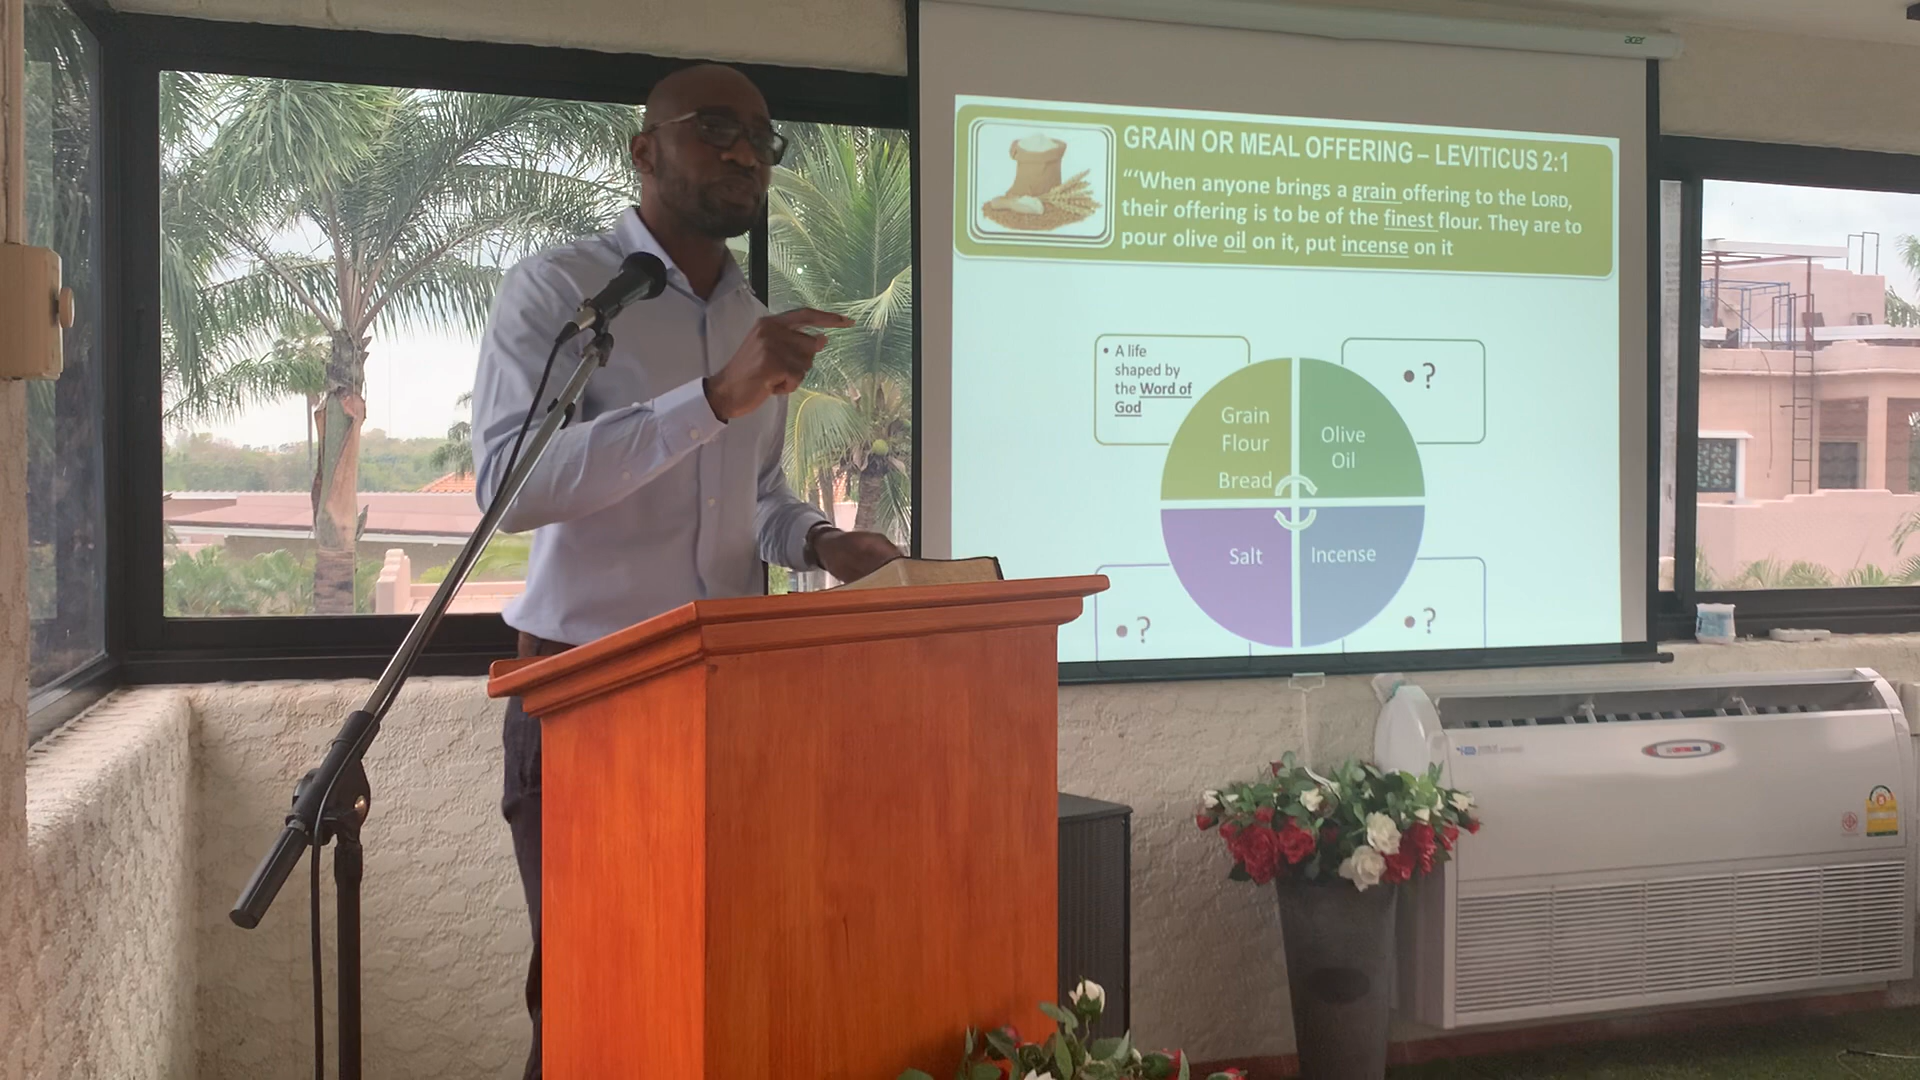 acer
GRAIN OR MEAL OFFERING – LEVITICUS 2:1
“‘When anyone brings a grain offering to the LORD,
their offering is to be of the finest flour. They are to
pour olive oil on it, put incense on it
• A life
shaped by
the Word of
God
• ?
Grain
Flour
Bread
Olive
Oil
Salt
Incense
• ?
• ?